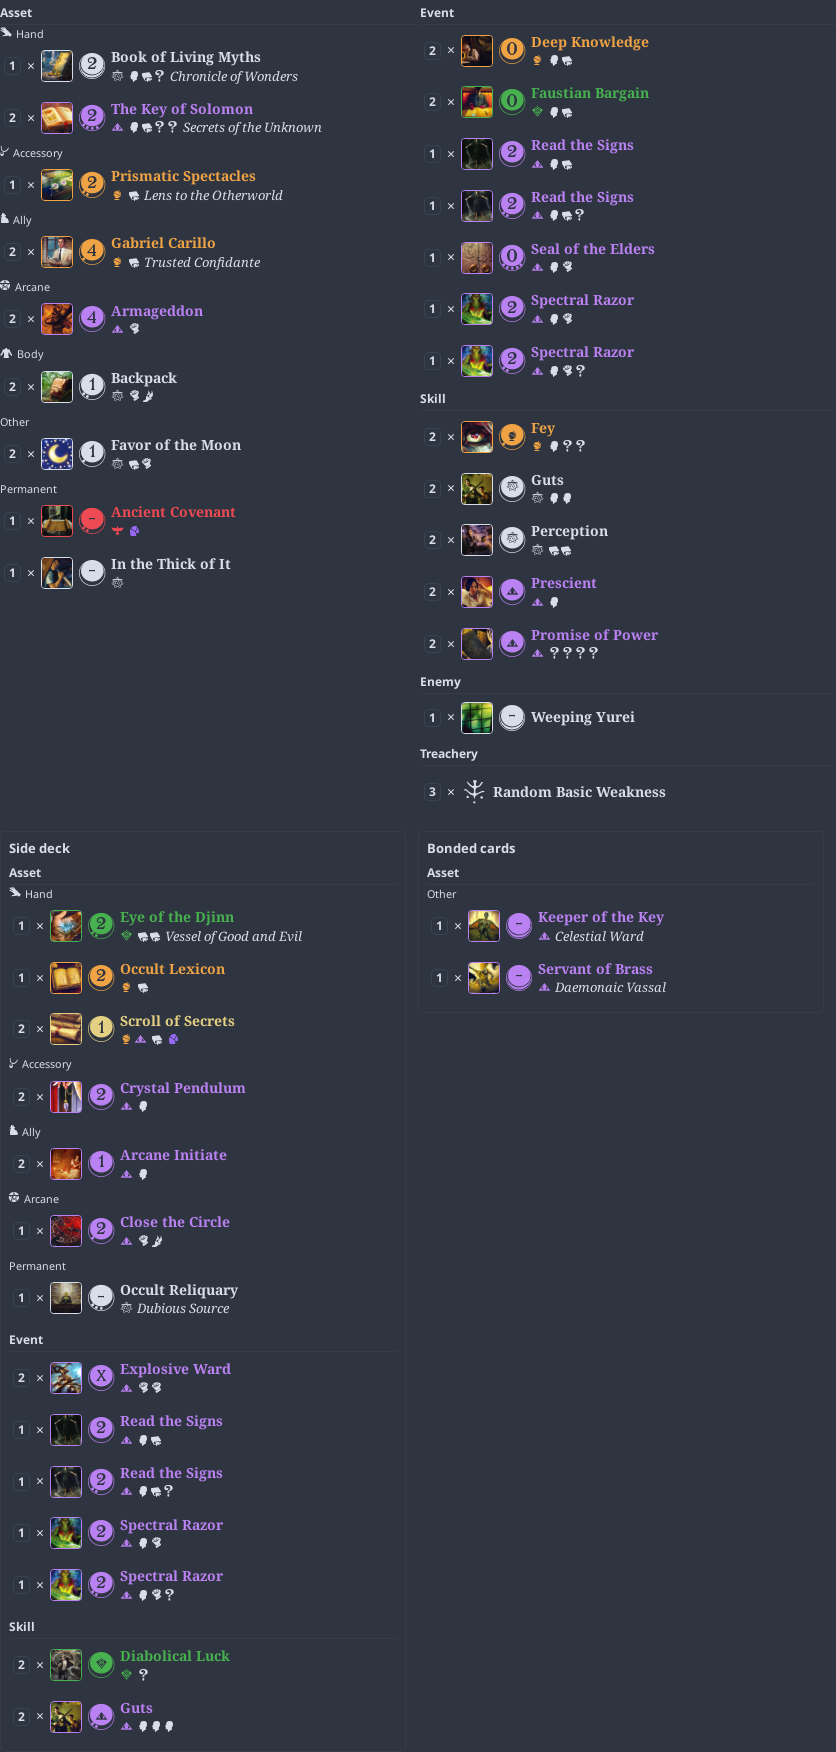 Asset
Hand
1 × 2 Book of Living Myths
? Chronicle of Wonders
2 × 2 The Key of Solomon
? ? Secrets of the Unknown
Accessory
1 × 2 Prismatic Spectacles
Lens to the Otherworld
Ally
2 × 4 Gabriel Carillo
Trusted Confidante
Arcane
2 × 4 Armageddon
Body
2 × 1 Backpack
Other
2 × 1 Favor of the Moon
Permanent
1 × – Ancient Covenant
1 × – In the Thick of It
Event
2 × 0 Deep Knowledge
2 × 0 Faustian Bargain
1 × 2 Read the Signs
1 × 2 Read the Signs
?
1 × 0 Seal of the Elders
1 × 2 Spectral Razor
1 × 2 Spectral Razor
?
Skill
2 × Fey
? ?
2 × Guts
2 × Perception
2 × Prescient
2 × Promise of Power
? ? ? ?
Enemy
1 × – Weeping Yurei
Treachery
3 × Random Basic Weakness
Side deck
Asset
Hand
1 × 2 Eye of the Djinn
Vessel of Good and Evil
1 × 2 Occult Lexicon
2 × 1 Scroll of Secrets
Accessory
2 × 2 Crystal Pendulum
Ally
2 × 1 Arcane Initiate
Arcane
1 × 2 Close the Circle
Permanent
1 × – Occult Reliquary
Dubious Source
Event
2 × X Explosive Ward
1 × 2 Read the Signs
1 × 2 Read the Signs
?
1 × 2 Spectral Razor
1 × 2 Spectral Razor
?
Skill
2 × Diabolical Luck
?
2 × Guts
Bonded cards
Asset
Other
1 × – Keeper of the Key
Celestial Ward
1 × – Servant of Brass
Daemonaic Vassal